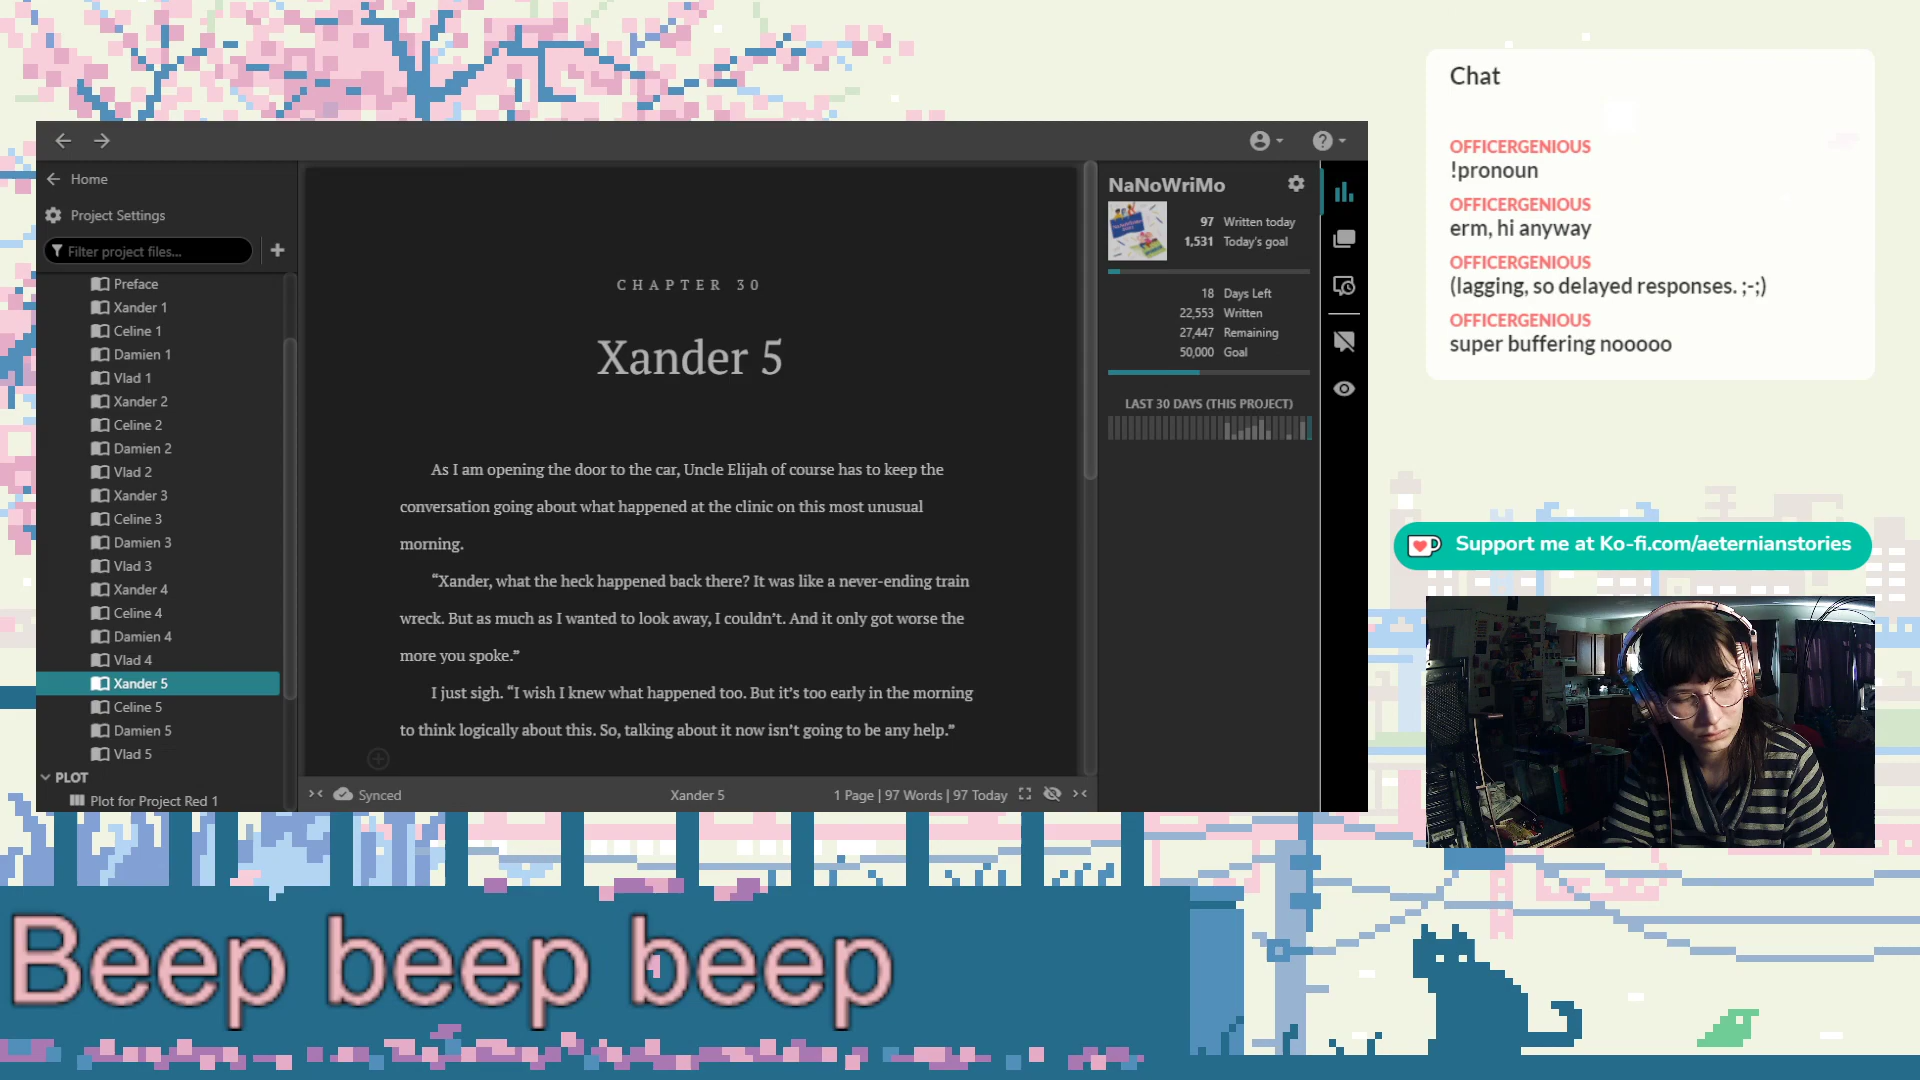 Home
Project Settings
Filter project files...
Preface
Xander 1
Celine 1
Damien 1
Vlad 1
Xander 2
Celine 2
Damien 2
Vlad 2
Xander 3
Celine 3
Damien 3
Vlad 3
Xander 4
Celine 4
Damien 4
Vlad 4
Xander 5
Celine 5
Damien 5
Vlad 5
PLOT
Plot for Project Red 1
CHAPTER 30
Xander 5
As I am opening the door to the car, Uncle Elijah of course has to keep the
conversation going about what happened at the clinic on this most unusual
morning.
“Xander, what the heck happened back there? It was like a never-ending train
wreck. But as much as I wanted to look away, I couldn’t. And it only got worse the
more you spoke.”
I just sigh. “I wish I knew what happened too. But it’s too early in the morning
to think logically about this. So, talking about it now isn’t going to be any help.”
Synced
Xander 5
1 Page | 97 Words | 97 Today
NaNoWriMo
97 Written today
1,531 Today's goal
18 Days Left
22,553 Written
27,447 Remaining
50,000 Goal
LAST 30 DAYS (THIS PROJECT)
Chat
OFFICERGENIOUS
!pronoun
OFFICERGENIOUS
erm, hi anyway
OFFICERGENIOUS
(lagging, so delayed responses. ;-;)
OFFICERGENIOUS
super buffering nooooo
Support me at Ko-fi.com/aeternianstories
Beep beep beep